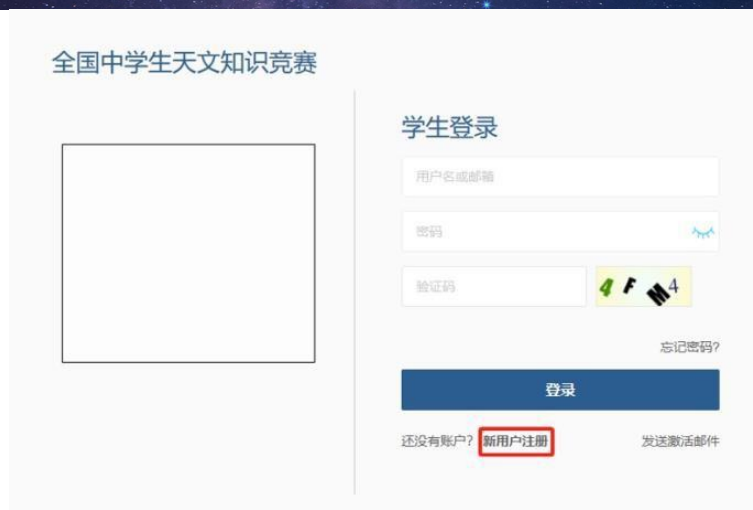 全国中学生天文知识竞赛
学生登录
用户名或邮箱
密码
验证码
4FM4
忘记密码?
登录
还没有账户? 新用户注册 发送激活邮件